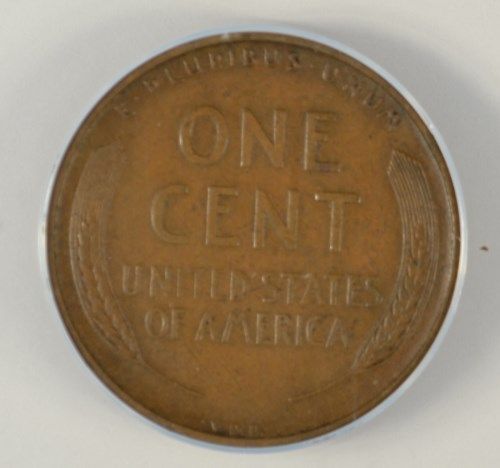 E·PLURIBUS·UNUM
ONE
CENT
UNITED·STATES
OF AMERICA
V.D.B.